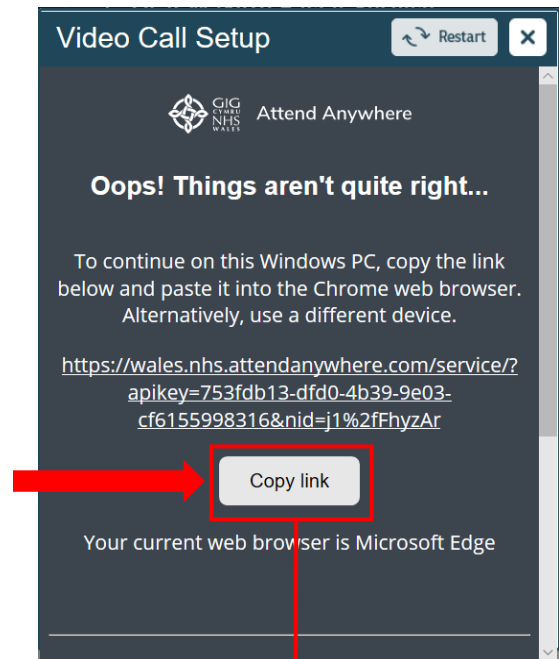 Video Call Setup
Restart
GIG
CYMRU
NHS
WALES
Attend Anywhere
Oops! Things aren't quite right...
To continue on this Windows PC, copy the link
below and paste it into the Chrome web browser.
Alternatively, use a different device.
https://wales.nhs.attendanywhere.com/service/?
apikey=753fdb13-dfd0-4b39-9e03-
cf6155998316&nid=j1%2fFhyzAr
Copy link
Your current web browser is Microsoft Edge